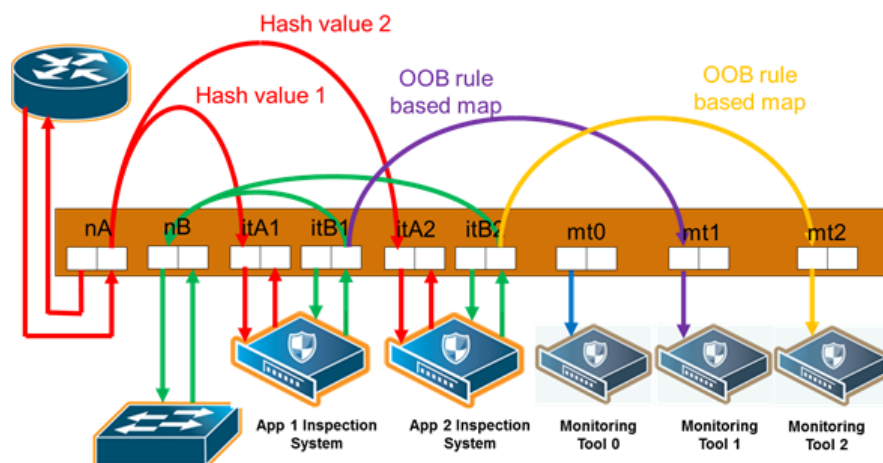 Hash value 2
Hash value 1
OOB rule
based map
OOB rule
based map
nA
nB
itA1
itB1
itA2
itB2
mt0
mt1
mt2
App 1 Inspection
System
App 2 Inspection
System
Monitoring
Tool 0
Monitoring
Tool 1
Monitoring
Tool 2